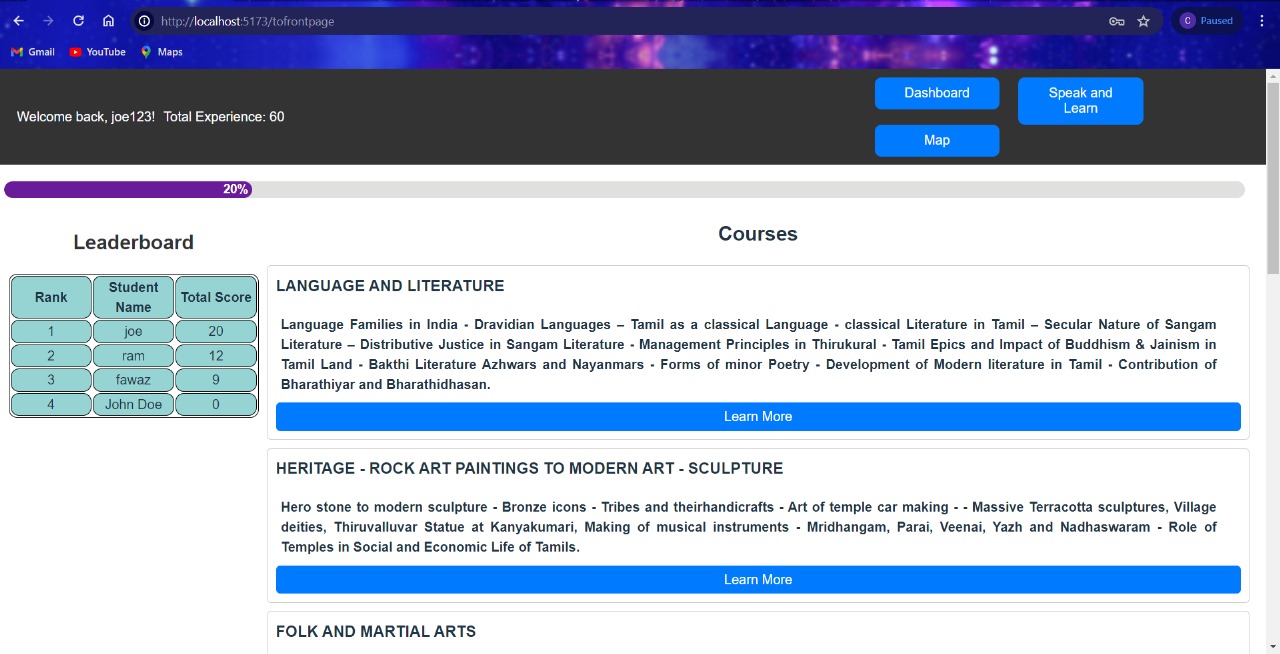 http://localhost:5173/tofrontpage
C Paused
Gmail YouTube Maps
Welcome back, joe123! Total Experience: 60
Dashboard
Speak and
Learn
Map
20%
Leaderboard
Rank Student Name Total Score
1 joe 20
2 ram 12
3 fawaz 9
4 John Doe 0
Courses
LANGUAGE AND LITERATURE
Language Families in India - Dravidian Languages – Tamil as a classical Language - classical Literature in Tamil – Secular Nature of Sangam
Literature – Distributive Justice in Sangam Literature - Management Principles in Thirukural - Tamil Epics and Impact of Buddhism & Jainism in
Tamil Land - Bakthi Literature Azhwars and Nayanmars - Forms of minor Poetry - Development of Modern literature in Tamil - Contribution of
Bharathiyar and Bharathidhasan.
Learn More
HERITAGE - ROCK ART PAINTINGS TO MODERN ART - SCULPTURE
Hero stone to modern sculpture - Bronze icons - Tribes and theirhandicrafts - Art of temple car making - - Massive Terracotta sculptures, Village
deities, Thiruvalluvar Statue at Kanyakumari, Making of musical instruments - Mridhangam, Parai, Veenai, Yazh and Nadhaswaram - Role of
Temples in Social and Economic Life of Tamils.
Learn More
FOLK AND MARTIAL ARTS